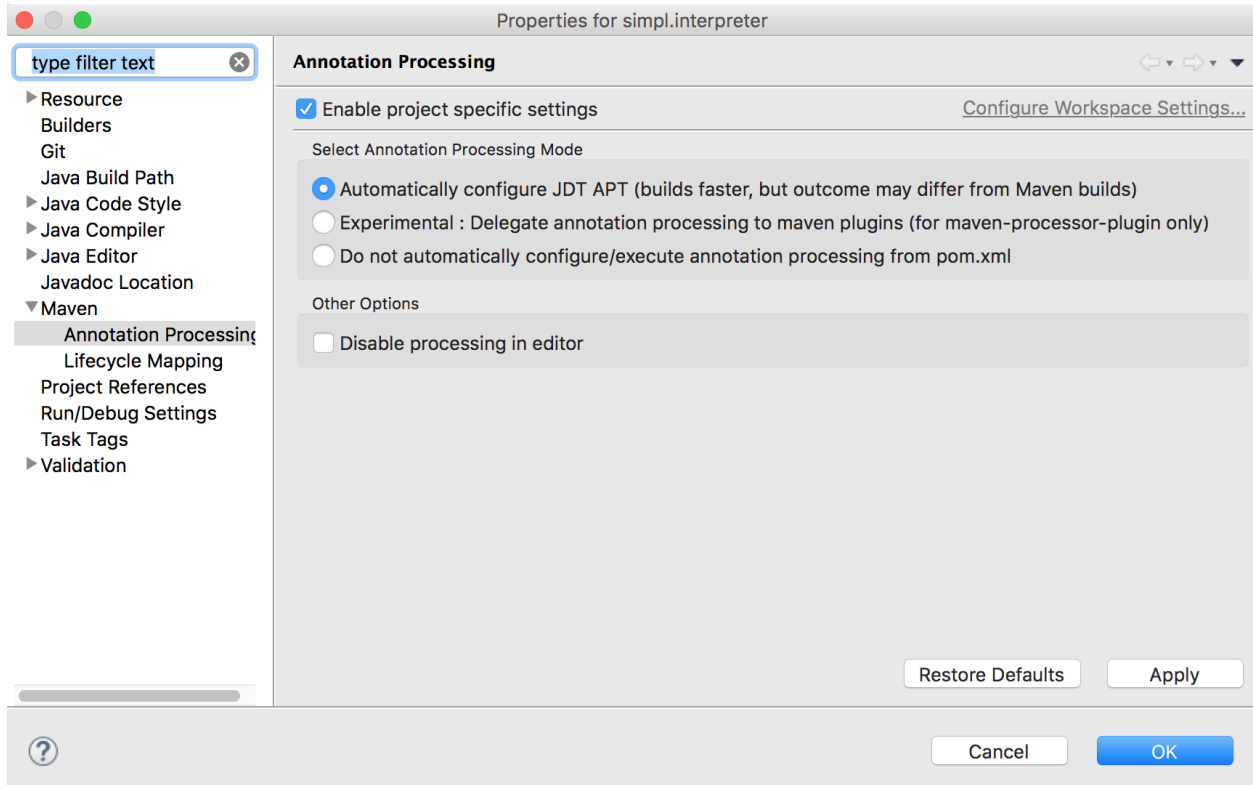 Properties for simpl.interpreter
type filter text
Resource
Builders
Git
Java Build Path
Java Code Style
Java Compiler
Java Editor
Javadoc Location
Maven
Annotation Processing
Lifecycle Mapping
Project References
Run/Debug Settings
Task Tags
Validation
Annotation Processing
Enable project specific settings
Configure Workspace Settings...
Select Annotation Processing Mode
Automatically configure JDT APT (builds faster, but outcome may differ from Maven builds)
Experimental : Delegate annotation processing to maven plugins (for maven-processor-plugin only)
Do not automatically configure/execute annotation processing from pom.xml
Other Options
Disable processing in editor
Restore Defaults
Apply
?
Cancel
OK